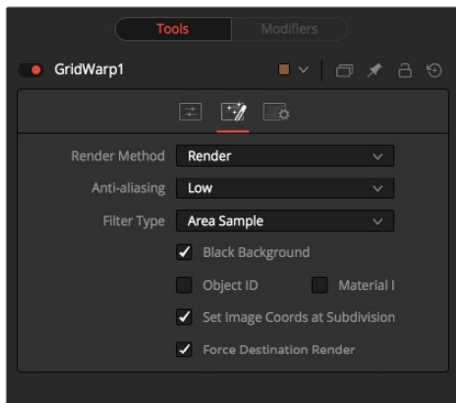 Tools Modifiers
GridWarp1
Render Method Render
Anti-aliasing Low
Filter Type Area Sample
Black Background
Object ID Material I
Set Image Coords at Subdivision
Force Destination Render